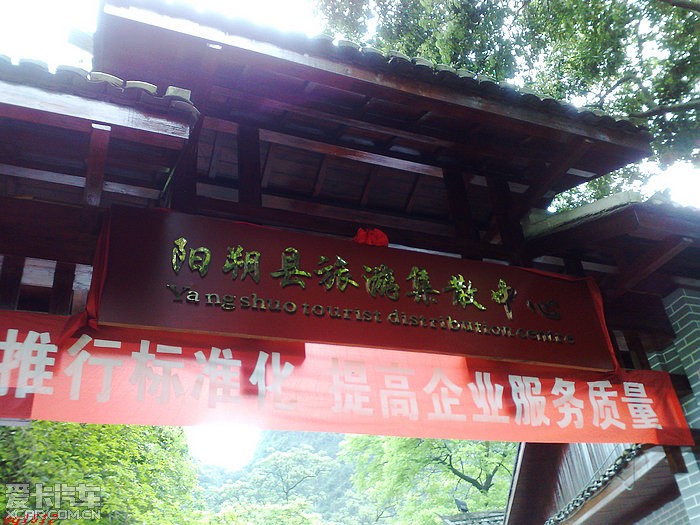 阳朔县旅游集散中心
Yangshuo tourist distribution centre
推行标准化 提高企业服务质量
爱卡汽车
XCAR.COM.CN